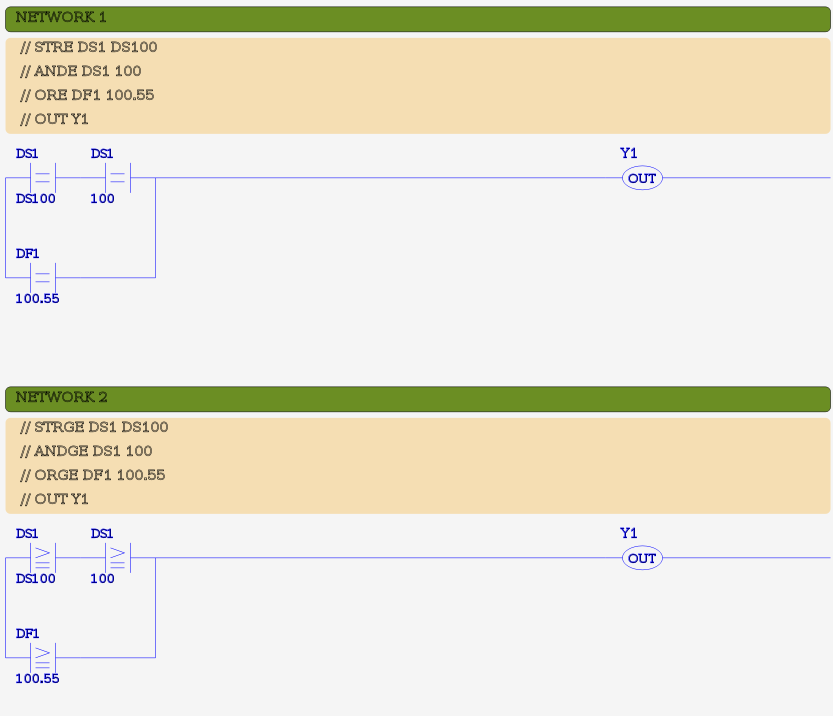 NETWORK 1
// STRE DS1 DS100
// ANDE DS1 100
// ORE DF1 100.55
// OUT Y1
DS1 DS1 Y1
OUT
DS100 100
DF1
100.55
NETWORK 2
// STRGE DS1 DS100
// ANDGE DS1 100
// ORGE DF1 100.55
// OUT Y1
DS1 DS1 Y1
OUT
DS100 100
DF1
100.55